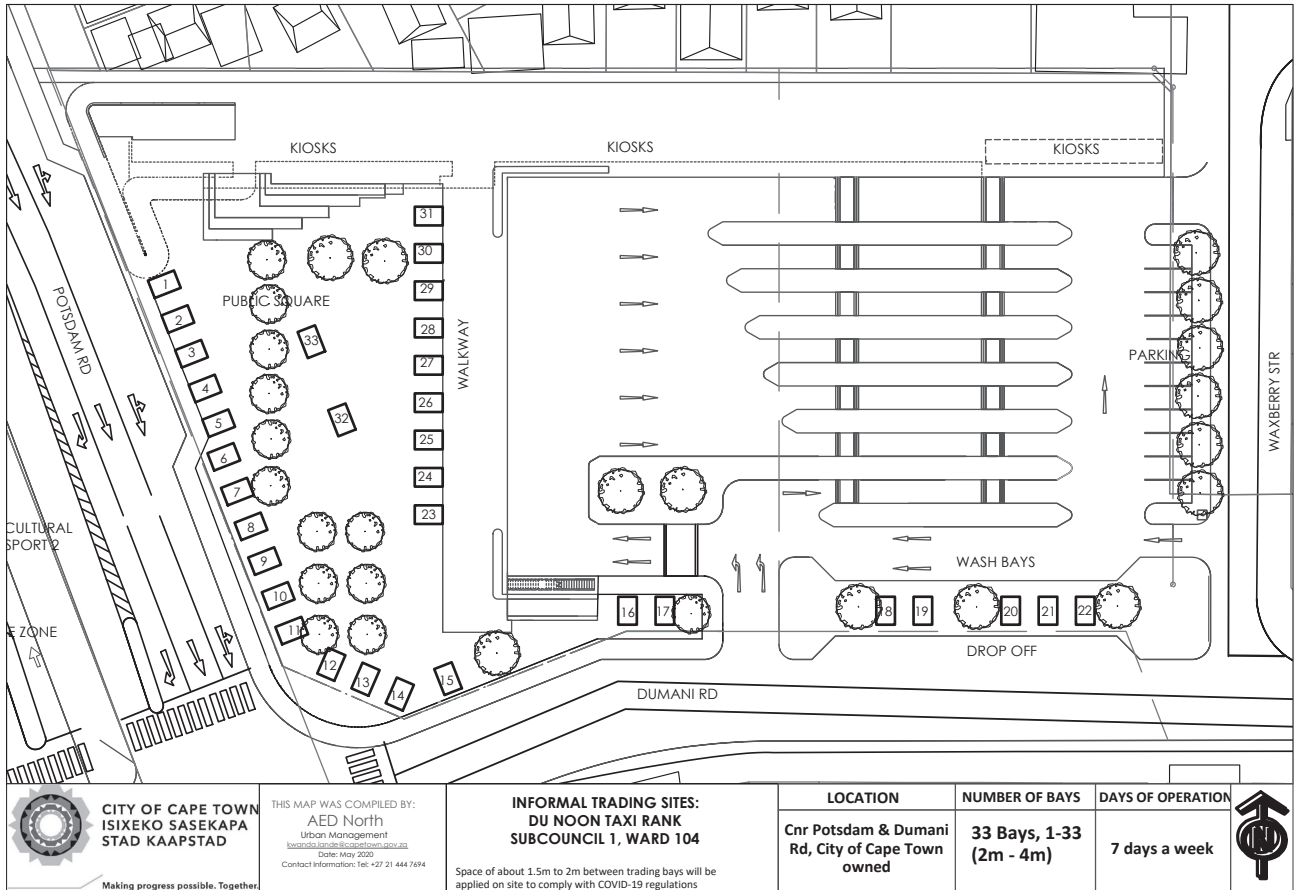 KIOSKS
KIOSKS
KIOSKS
31
30
1
29
PUBLIC SQUARE
POTSDAM RD
2
28
33
3
27
WALKWAY
PARKING
4
26
WAXBERRY STR
5
32
25
6
24
7
23
8
CULTURAL
SPORT 2
9
WASH BAYS
10
16
17
18
19
20
21
22
11
E ZONE
DROP OFF
12
13
14
15
DUMANI RD
CITY OF CAPE TOWN
ISIXEKO SASEKAPA
STAD KAAPSTAD
Making progress possible. Together.
THIS MAP WAS COMPILED BY:
AED North
Urban Management
kwanda.lande@capetown.gov.za
Date: May 2020
Contact Information: Tel: +27 21 444 7694
INFORMAL TRADING SITES:
DU NOON TAXI RANK
SUBCOUNCIL 1, WARD 104
Space of about 1.5m to 2m between trading bays will be
applied on site to comply with COVID-19 regulations
LOCATION
Cnr Potsdam & Dumani
Rd, City of Cape Town
owned
NUMBER OF BAYS
33 Bays, 1-33
(2m - 4m)
DAYS OF OPERATION
7 days a week
N